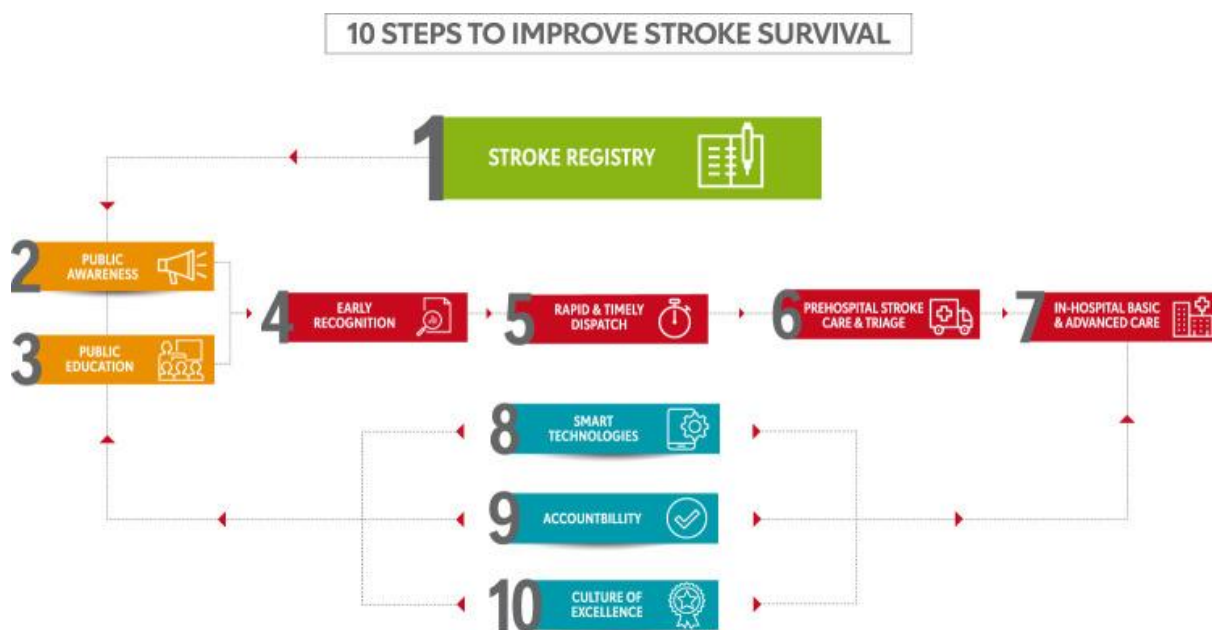 10 STEPS TO IMPROVE STROKE SURVIVAL
1
STROKE REGISTRY
2
PUBLIC
AWARENESS
3
PUBLIC
EDUCATION
4
EARLY
RECOGNITION
5
RAPID & TIMELY
DISPATCH
6
PREHOSPITAL STROKE
CARE & TRIAGE
7
IN-HOSPITAL BASIC
& ADVANCED CARE
8
SMART
TECHNOLOGIES
9
ACCOUNTBILLITY
10
CULTURE OF
EXCELLENCE